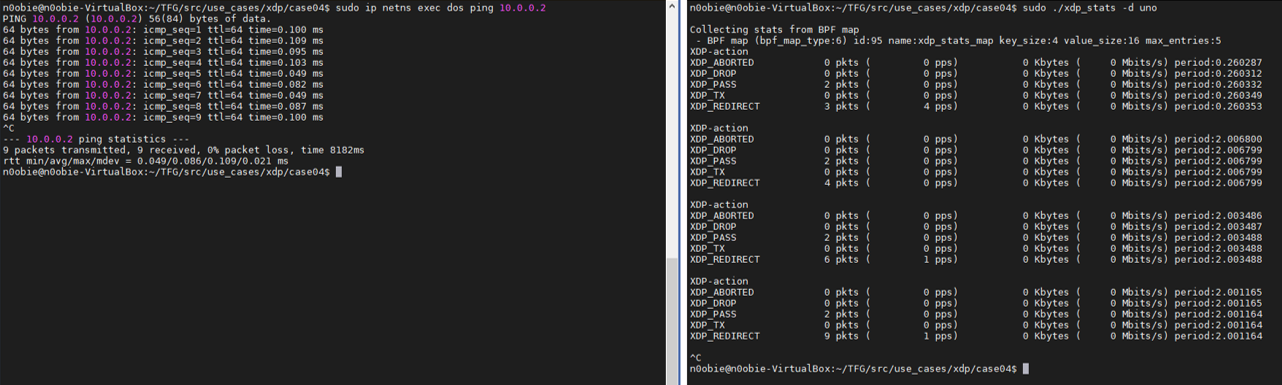 n0obie@n0obie-VirtualBox:~/TFG/src/use_cases/xdp/case04$ sudo ip netns exec dos ping 10.0.0.2
PING 10.0.0.2 (10.0.0.2) 56(84) bytes of data.
64 bytes from 10.0.0.2: icmp_seq=1 ttl=64 time=0.100 ms
64 bytes from 10.0.0.2: icmp_seq=2 ttl=64 time=0.109 ms
64 bytes from 10.0.0.2: icmp_seq=3 ttl=64 time=0.095 ms
64 bytes from 10.0.0.2: icmp_seq=4 ttl=64 time=0.103 ms
64 bytes from 10.0.0.2: icmp_seq=5 ttl=64 time=0.049 ms
64 bytes from 10.0.0.2: icmp_seq=6 ttl=64 time=0.082 ms
64 bytes from 10.0.0.2: icmp_seq=7 ttl=64 time=0.049 ms
64 bytes from 10.0.0.2: icmp_seq=8 ttl=64 time=0.087 ms
64 bytes from 10.0.0.2: icmp_seq=9 ttl=64 time=0.100 ms
^C
--- 10.0.0.2 ping statistics ---
9 packets transmitted, 9 received, 0% packet loss, time 8182ms
rtt min/avg/max/mdev = 0.049/0.086/0.109/0.021 ms
n0obie@n0obie-VirtualBox:~/TFG/src/use_cases/xdp/case04$
n0obie@n0obie-VirtualBox:~/TFG/src/use_cases/xdp/case04$ sudo ./xdp_stats -d uno
Collecting stats from BPF map
- BPF map (bpf_map_type:6) id:95 name:xdp_stats_map key_size:4 value_size:16 max_entries:5
XDP-action
XDP_ABORTED 0 pkts ( 0 pps) 0 Kbytes ( 0 Mbits/s) period:0.260287
XDP_DROP 0 pkts ( 0 pps) 0 Kbytes ( 0 Mbits/s) period:0.260312
XDP_PASS 2 pkts ( 0 pps) 0 Kbytes ( 0 Mbits/s) period:0.260332
XDP_TX 0 pkts ( 0 pps) 0 Kbytes ( 0 Mbits/s) period:0.260349
XDP_REDIRECT 3 pkts ( 4 pps) 0 Kbytes ( 0 Mbits/s) period:0.260353
XDP-action
XDP_ABORTED 0 pkts ( 0 pps) 0 Kbytes ( 0 Mbits/s) period:2.006800
XDP_DROP 0 pkts ( 0 pps) 0 Kbytes ( 0 Mbits/s) period:2.006799
XDP_PASS 2 pkts ( 0 pps) 0 Kbytes ( 0 Mbits/s) period:2.006799
XDP_TX 0 pkts ( 0 pps) 0 Kbytes ( 0 Mbits/s) period:2.006799
XDP_REDIRECT 4 pkts ( 0 pps) 0 Kbytes ( 0 Mbits/s) period:2.006799
XDP-action
XDP_ABORTED 0 pkts ( 0 pps) 0 Kbytes ( 0 Mbits/s) period:2.003486
XDP_DROP 0 pkts ( 0 pps) 0 Kbytes ( 0 Mbits/s) period:2.003487
XDP_PASS 2 pkts ( 0 pps) 0 Kbytes ( 0 Mbits/s) period:2.003488
XDP_TX 0 pkts ( 0 pps) 0 Kbytes ( 0 Mbits/s) period:2.003488
XDP_REDIRECT 6 pkts ( 1 pps) 0 Kbytes ( 0 Mbits/s) period:2.003488
XDP-action
XDP_ABORTED 0 pkts ( 0 pps) 0 Kbytes ( 0 Mbits/s) period:2.001165
XDP_DROP 0 pkts ( 0 pps) 0 Kbytes ( 0 Mbits/s) period:2.001165
XDP_PASS 2 pkts ( 0 pps) 0 Kbytes ( 0 Mbits/s) period:2.001164
XDP_TX 0 pkts ( 0 pps) 0 Kbytes ( 0 Mbits/s) period:2.001164
XDP_REDIRECT 9 pkts ( 1 pps) 0 Kbytes ( 0 Mbits/s) period:2.001164
^C
n0obie@n0obie-VirtualBox:~/TFG/src/use_cases/xdp/case04$